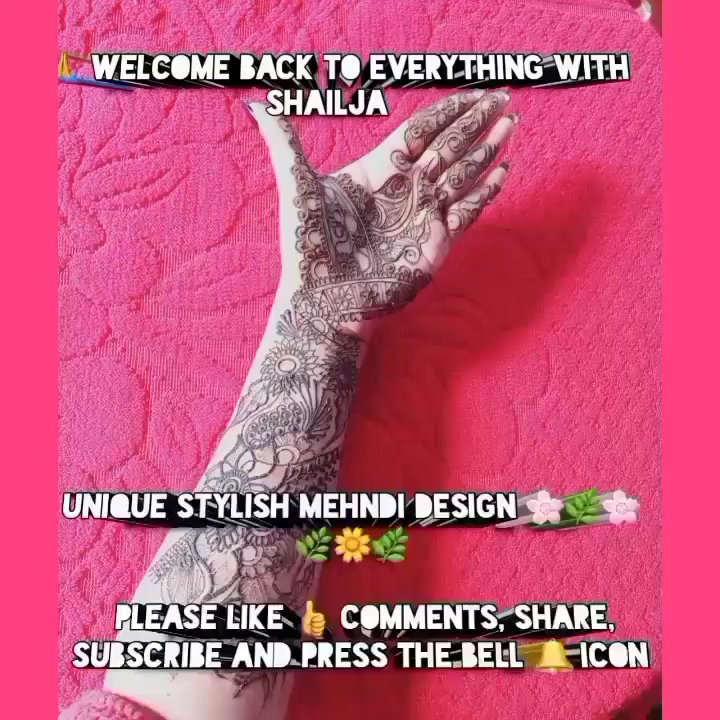 🙏WELCOME BACK TO EVERYTHING WITH
SHAILJA
UNIQUE STYLISH MEHNDI DESIGN 🌸🌿🌸
🌿🌼🌿
PLEASE LIKE 👍 COMMENTS, SHARE,
SUBSCRIBE AND PRESS THE BELL 🔔 ICON